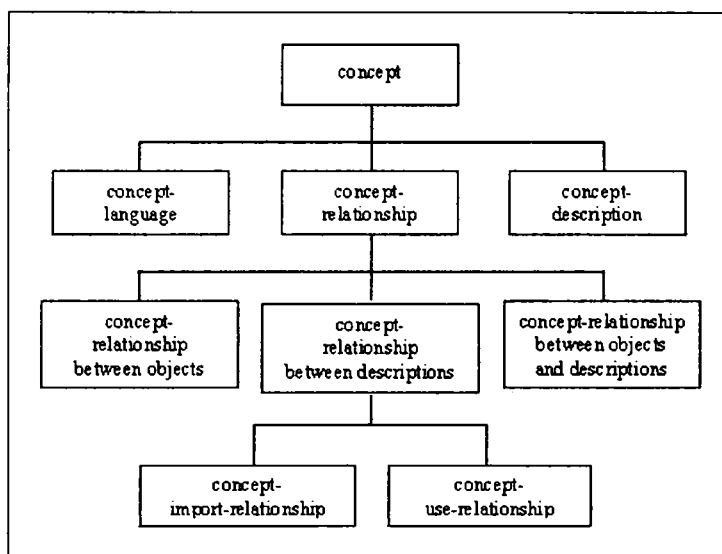 concept
concept-
language
concept-
relationship
concept-
description
concept-
relationship
between objects
concept-
relationship
between descriptions
concept-relationship
between objects
and descriptions
concept-
import-relationship
concept-
use-relationship